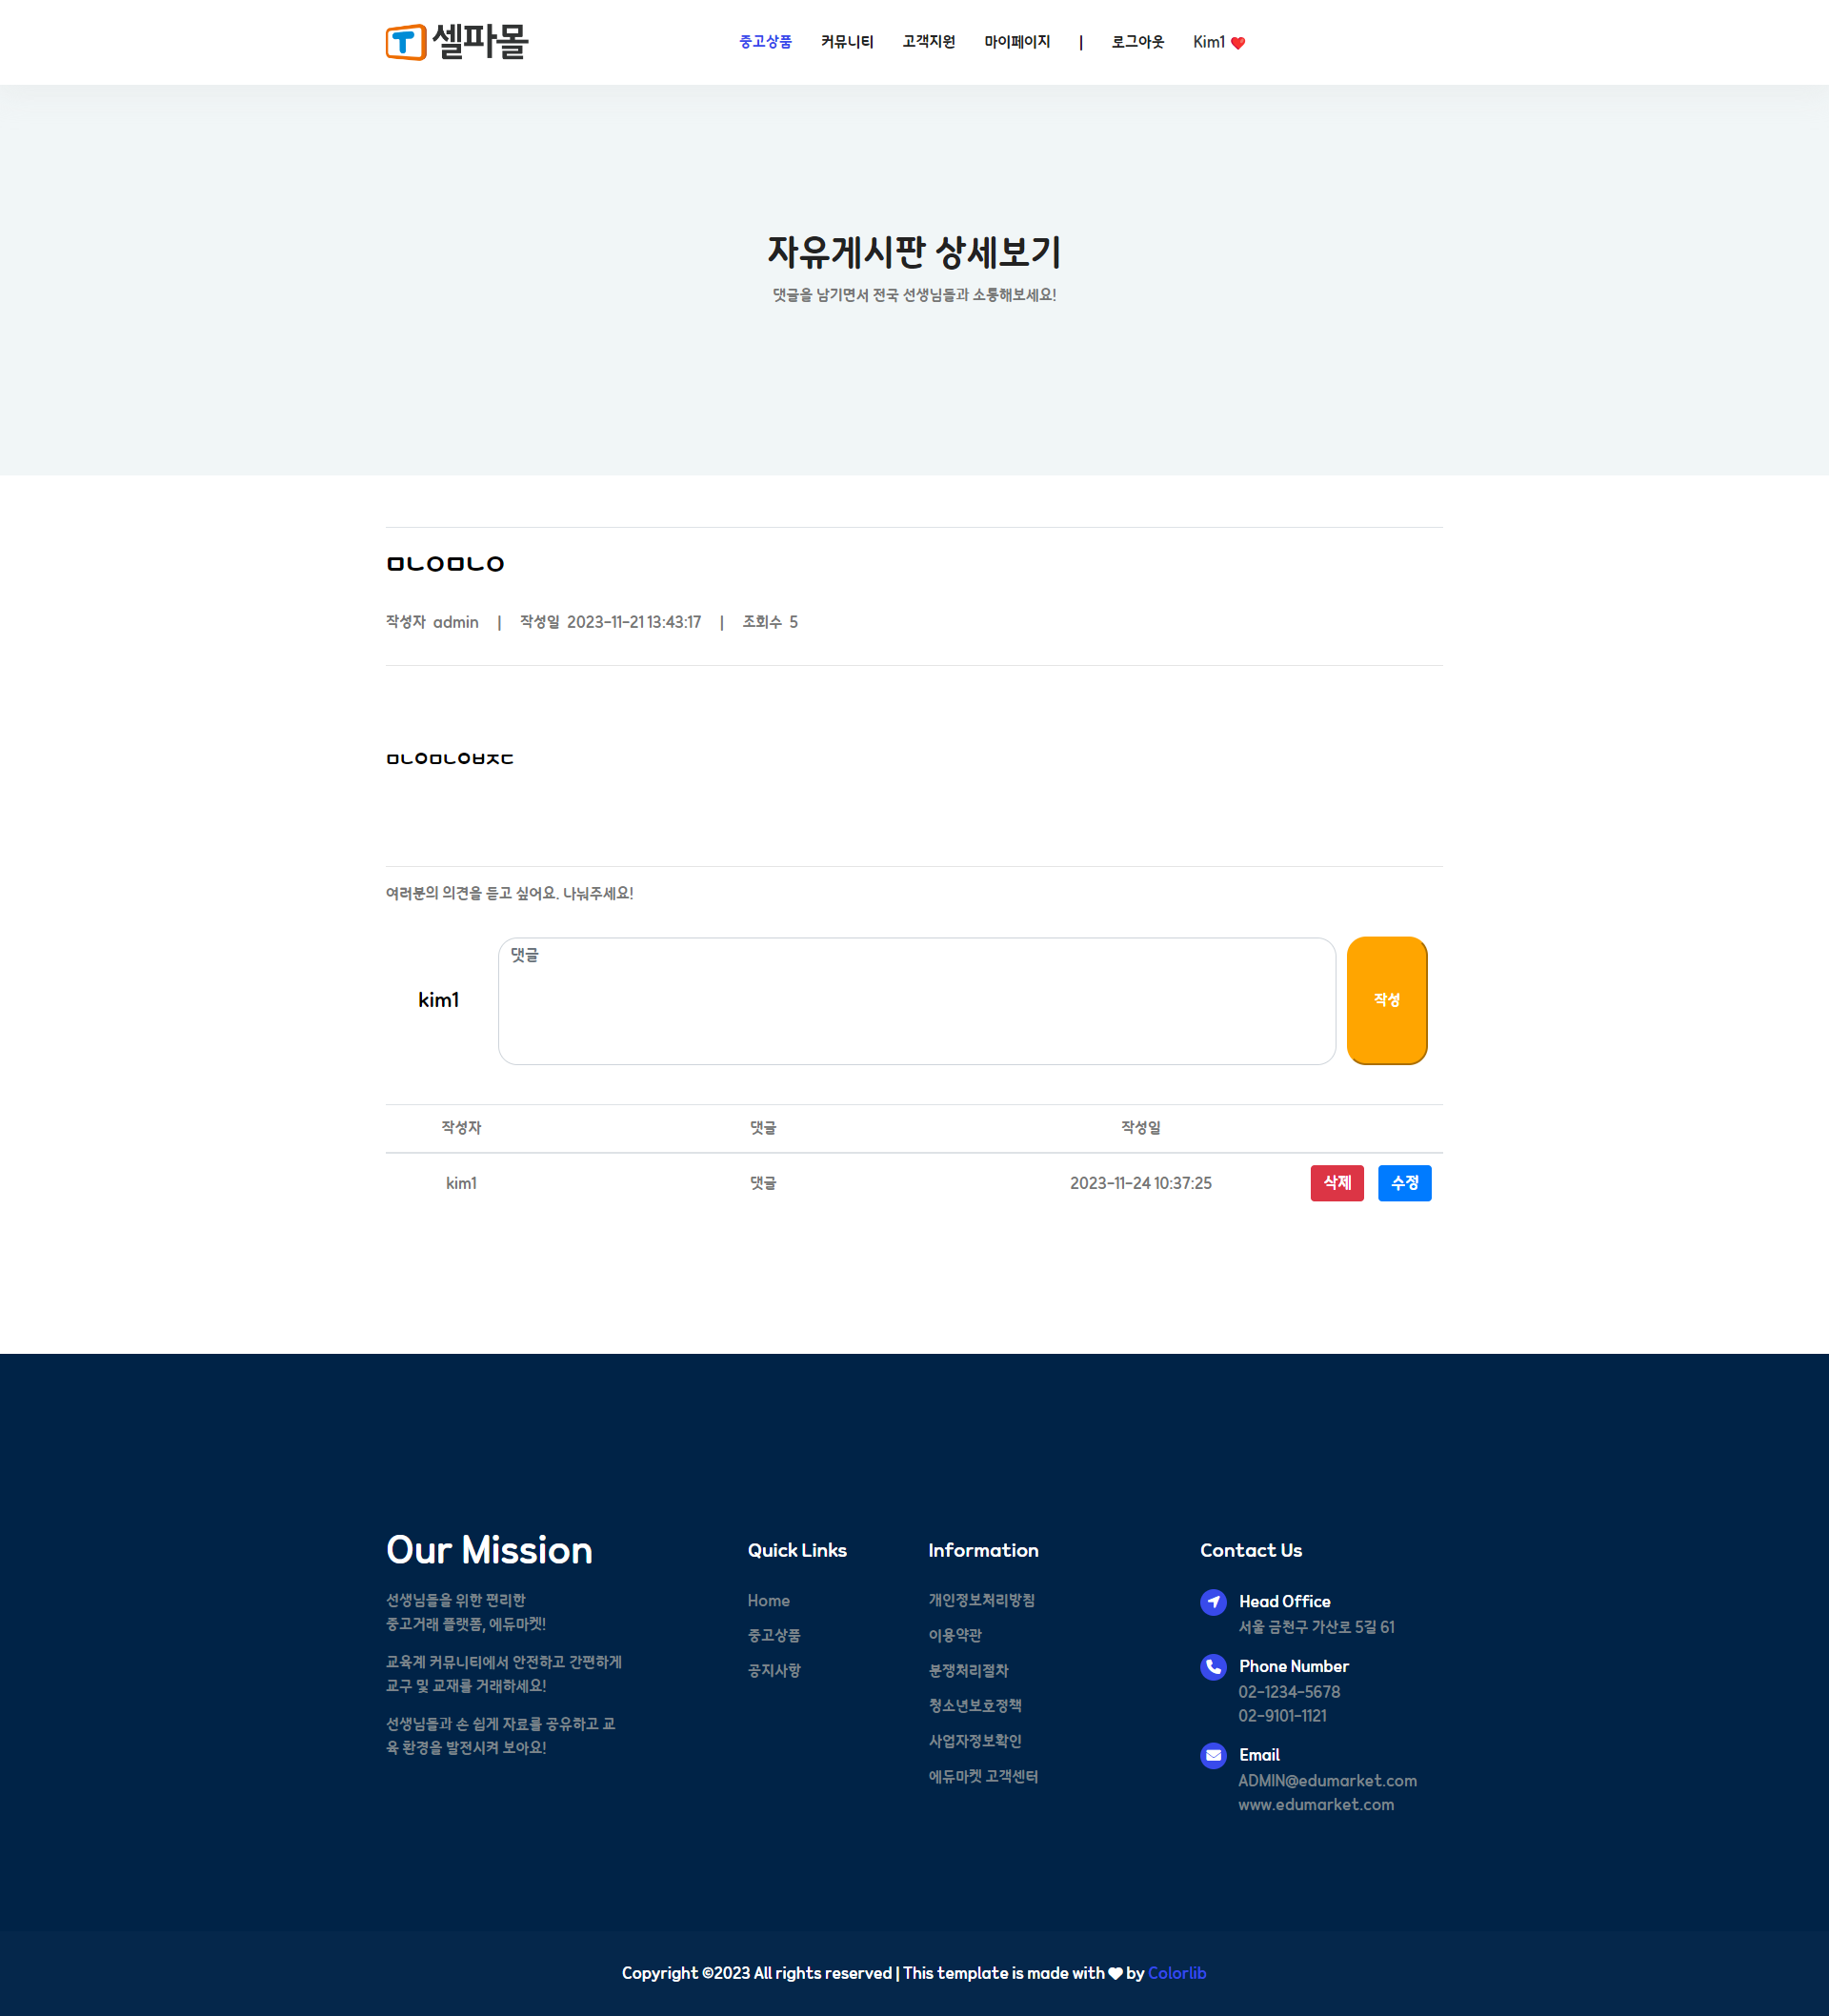 T 셀파몰
중고상품 커뮤니티 고객지원 마이페이지 | 로그아웃 Kim1
자유게시판 상세보기
댓글을 남기면서 전국 선생님들과 소통해보세요!
ㅁㄴㅇㅁㄴㅇ
작성자 admin | 작성일 2023-11-21 13:43:17 | 조회수 5
ㅁㄴㅇㅁㄴㅇㅂㅈㄷ
여러분의 의견을 듣고 싶어요. 나눠주세요!
kim1
댓글
작성
작성자 댓글 작성일
kim1 댓글 2023-11-24 10:37:25 삭제 수정
Our Mission
선생님들을 위한 편리한
중고거래 플랫폼, 에듀마켓!
교육계 커뮤니티에서 안전하고 간편하게
교구 및 교재를 거래하세요!
선생님들과 손 쉽게 자료를 공유하고 교
육 환경을 발전시켜 보아요!
Quick Links
Home
중고상품
공지사항
Information
개인정보처리방침
이용약관
분쟁처리절차
청소년보호정책
사업자정보확인
에듀마켓 고객센터
Contact Us
Head Office
서울 금천구 가산로 5길 61
Phone Number
02-1234-5678
02-9101-1121
Email
ADMIN@edumarket.com
www.edumarket.com
Copyright ©2023 All rights reserved | This template is made with by Colorlib